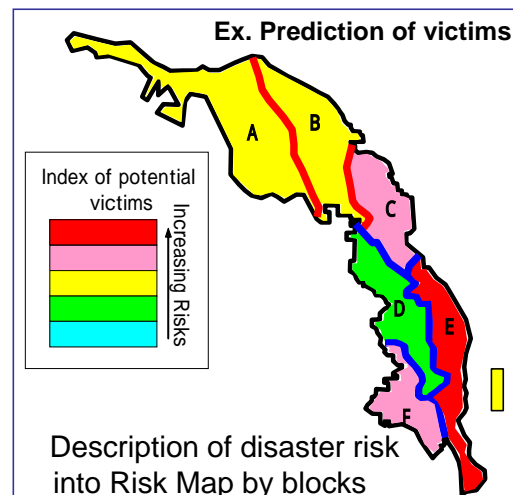 Ex. Prediction of victims
A
B
C
D
E
F
Index of potential
victims
Increasing Risks
Description of disaster risk
into Risk Map by blocks